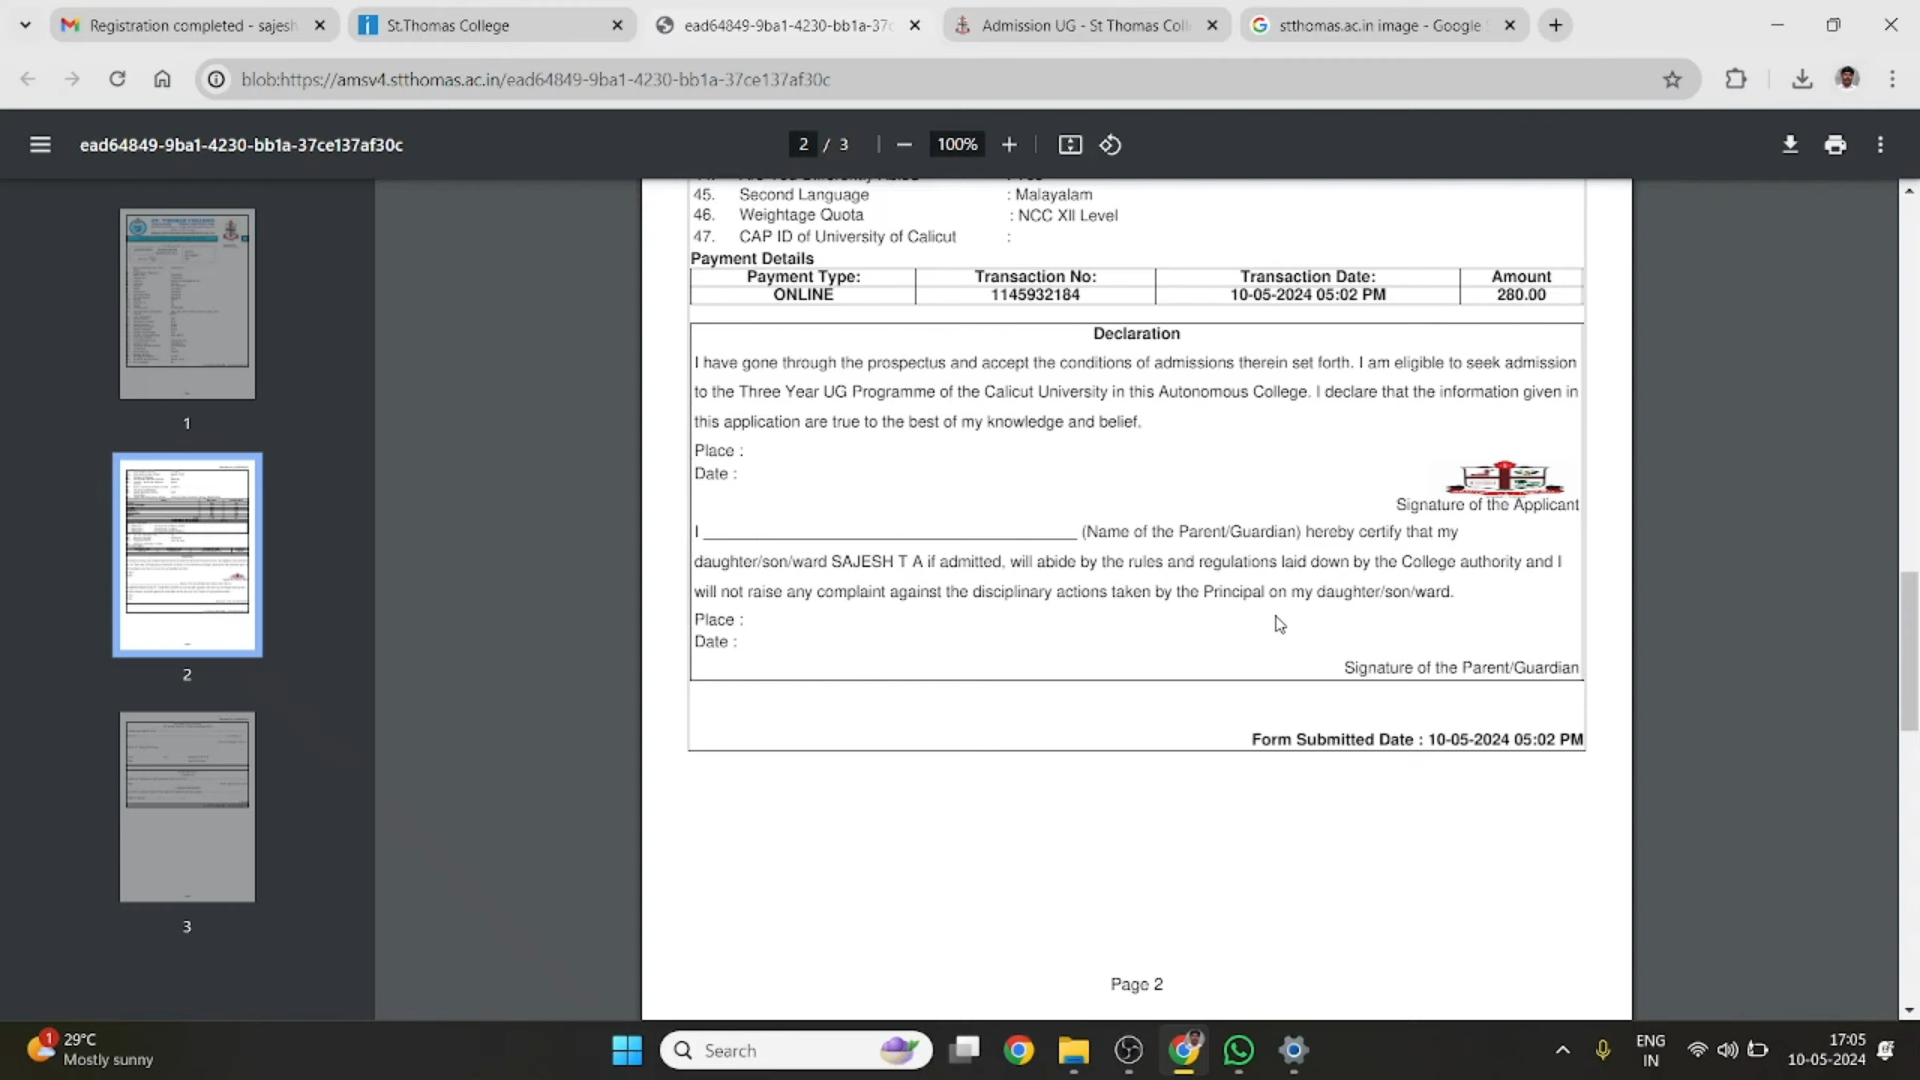 Registration completed - sajesh
St.Thomas College
ead64849-9ba1-4230-bb1a-37c
Admission UG - St Thomas Coll
stthomas.ac.in image - Google
blob:https://amsv4.stthomas.ac.in/ead64849-9ba1-4230-bb1a-37ce137af30c
ead64849-9ba1-4230-bb1a-37ce137af30c
2 / 3
100%
45. Second Language : Malayalam
46. Weightage Quota : NCC XII Level
47. CAP ID of University of Calicut :
Payment Details
Payment Type: Transaction No: Transaction Date: Amount
ONLINE 1145932184 10-05-2024 05:02 PM 280.00
Declaration
I have gone through the prospectus and accept the conditions of admissions therein set forth. I am eligible to seek admission
to the Three Year UG Programme of the Calicut University in this Autonomous College. I declare that the information given in
this application are true to the best of my knowledge and belief.
Place :
Date :
Signature of the Applicant
I ______________________________ (Name of the Parent/Guardian) hereby certify that my
daughter/son/ward SAJESH T A if admitted, will abide by the rules and regulations laid down by the College authority and I
will not raise any complaint against the disciplinary actions taken by the Principal on my daughter/son/ward.
Place :
Date :
Signature of the Parent/Guardian
Form Submitted Date : 10-05-2024 05:02 PM
Page 2
1
2
3
1
29°C
Mostly sunny
Search
ENG
IN
17:05
10-05-2024